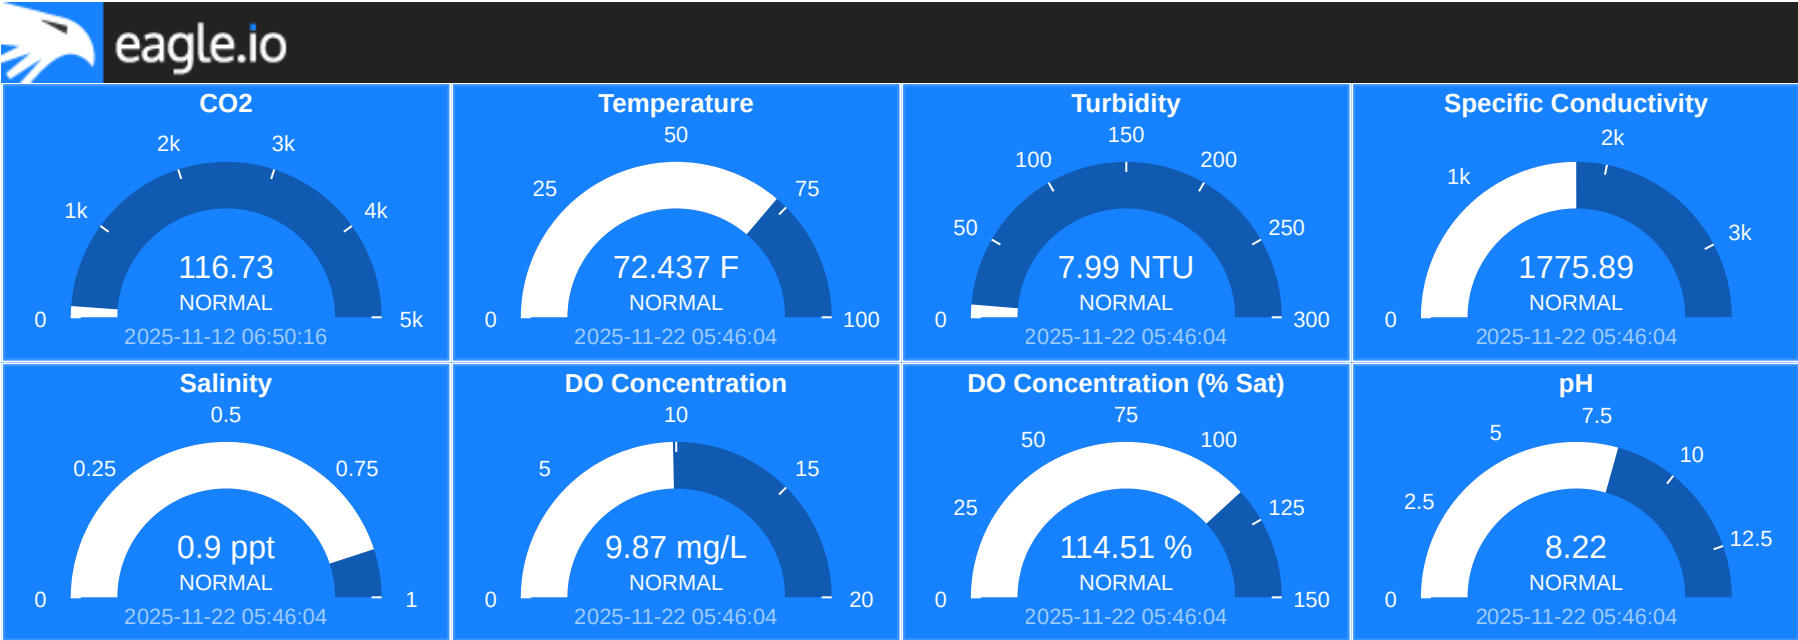 eagle.io
CO2
2k 3k
1k 4k
116.73
NORMAL
0 5k
2025-11-12 06:50:16
Temperature
50
25 75
72.437 F
NORMAL
0 100
2025-11-22 05:46:04
Turbidity
150
100 200
50 250
7.99 NTU
NORMAL
0 300
2025-11-22 05:46:04
Specific Conductivity
2k
1k
3k
1775.89
NORMAL
0
2025-11-22 05:46:04
Salinity
0.5
0.25 0.75
0.9 ppt
NORMAL
0 1
2025-11-22 05:46:04
DO Concentration
10
5 15
9.87 mg/L
NORMAL
0 20
2025-11-22 05:46:04
DO Concentration (% Sat)
75
50 100
25 125
114.51 %
NORMAL
0 150
2025-11-22 05:46:04
pH
7.5
5
10
2.5
12.5
8.22
NORMAL
0
2025-11-22 05:46:04